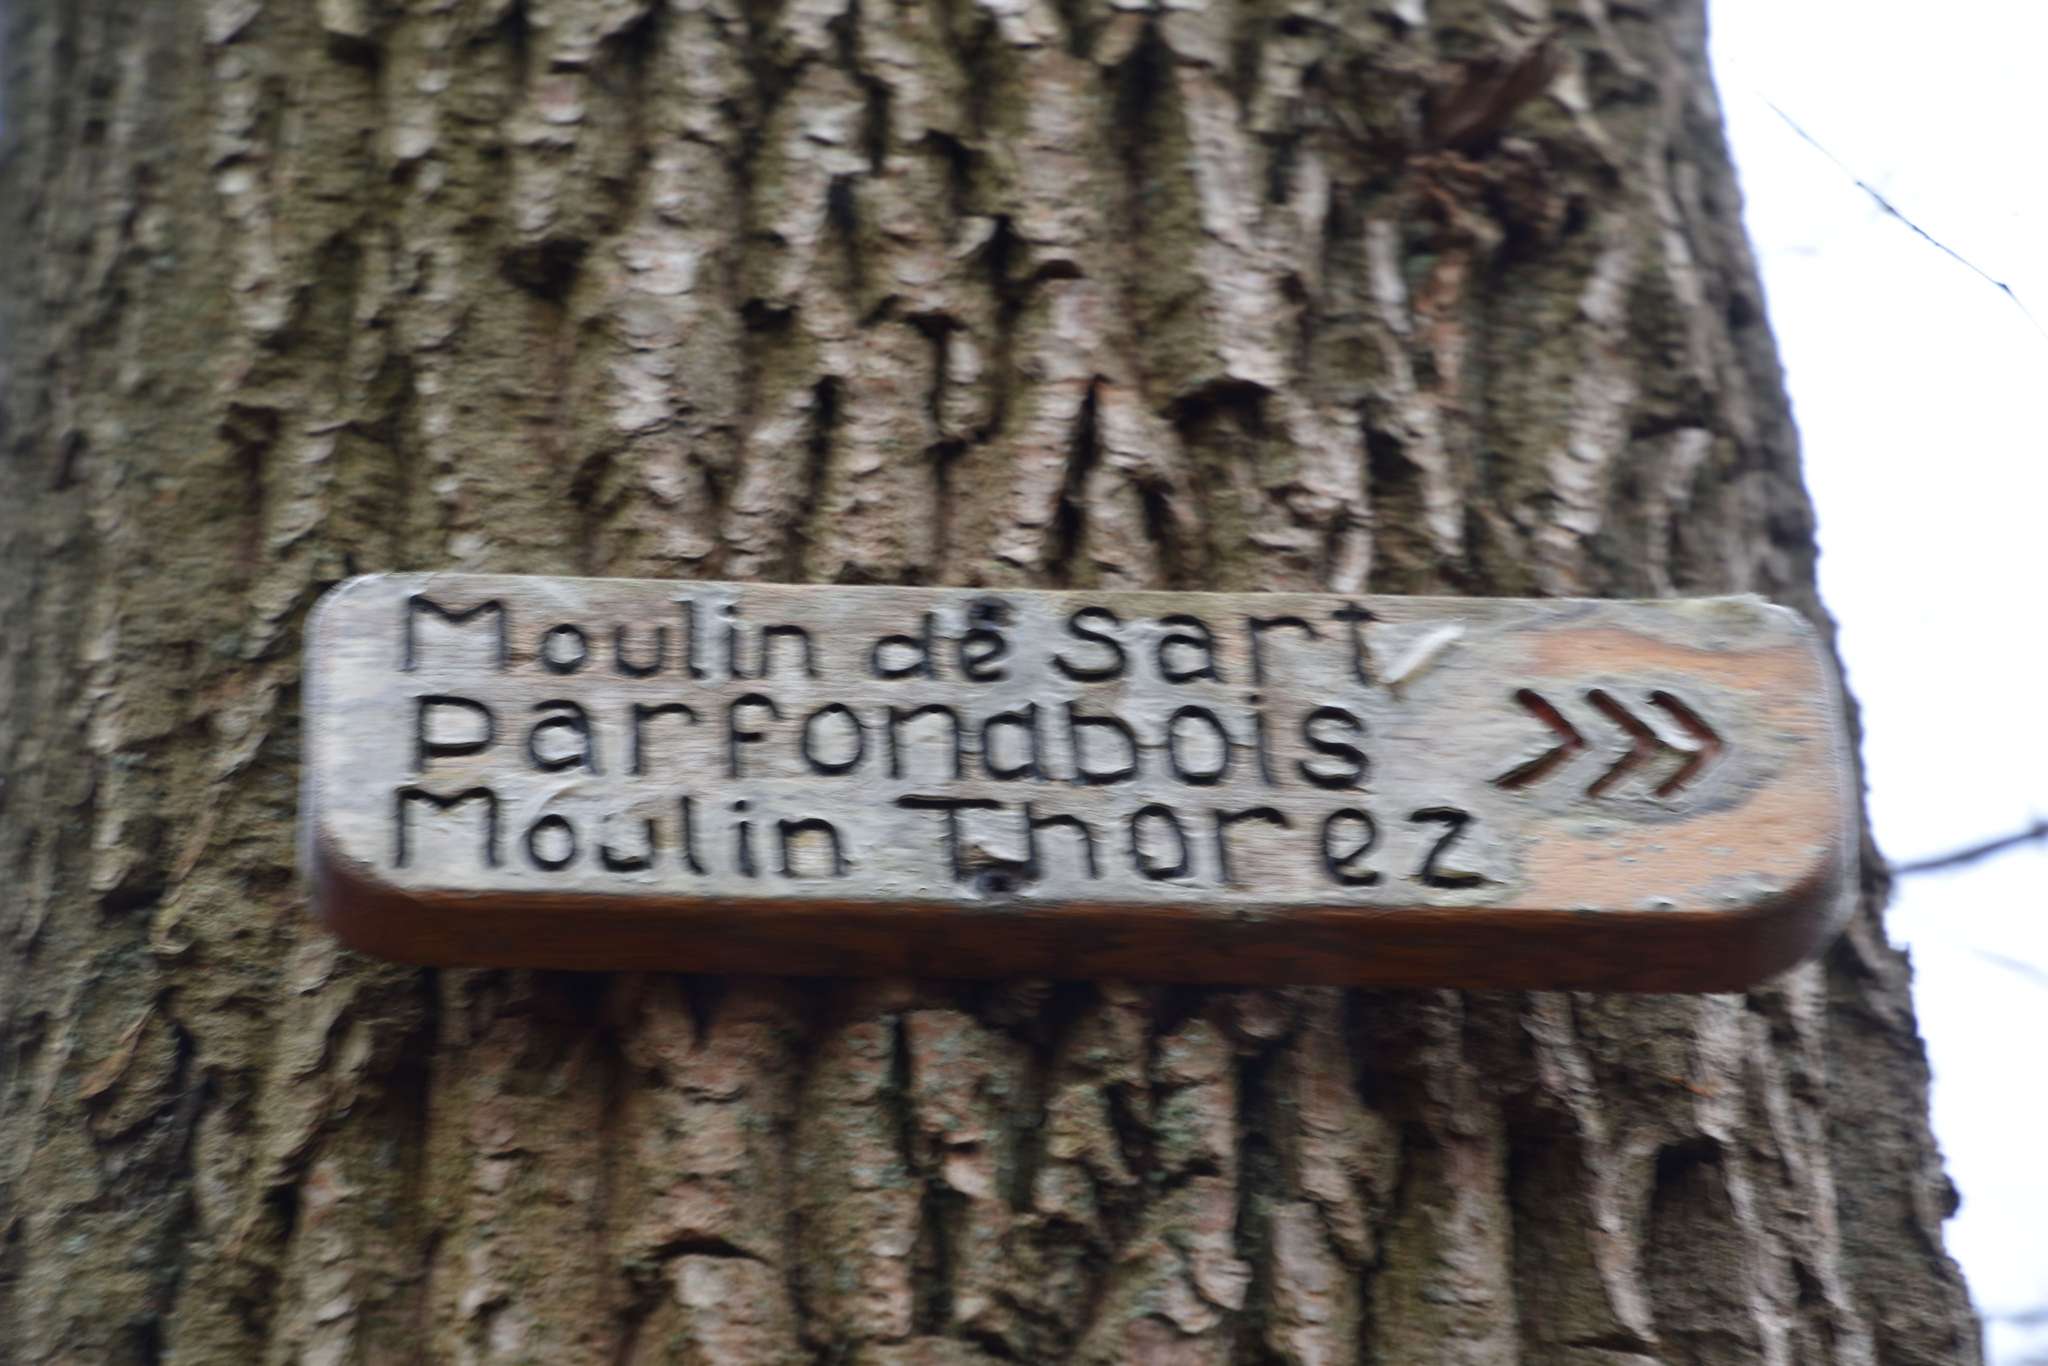 Moulin de Sart
Parfondbois
Moulin Thorez